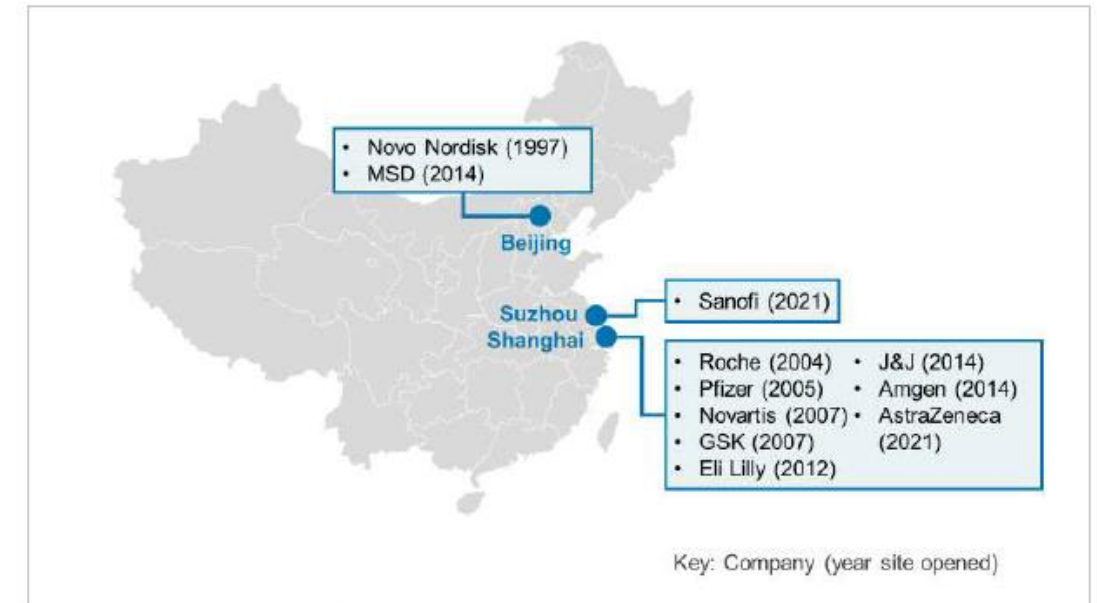 • Novo Nordisk (1997)
• MSD (2014)
Beijing
Suzhou
• Sanofi (2021)
Shanghai
• Roche (2004)
• Pfizer (2005)
• Novartis (2007)
• GSK (2007)
• Eli Lilly (2012)
• J&J (2014)
• Amgen (2014)
• AstraZeneca
(2021)
Key: Company (year site opened)